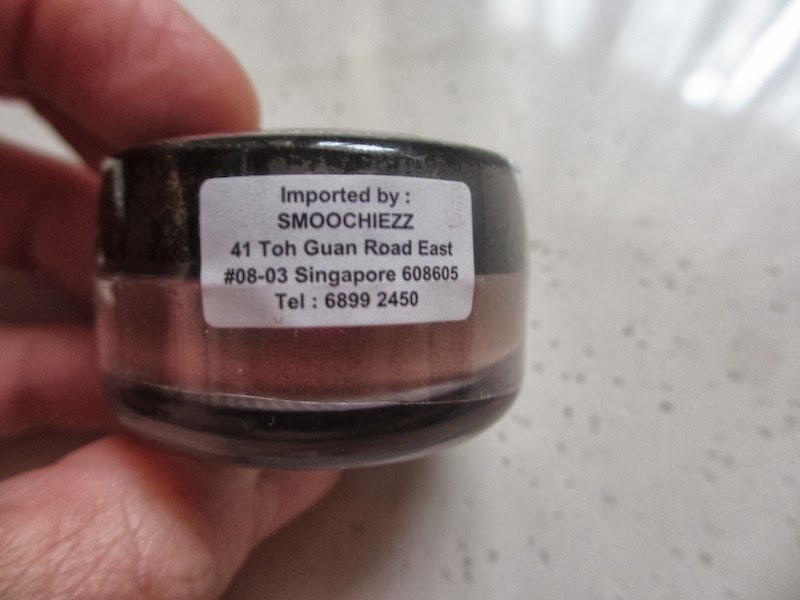 Imported by :
SMOOCHIEZZ
41 Toh Guan Road East
#08-03 Singapore 608605
Tel : 6899 2450